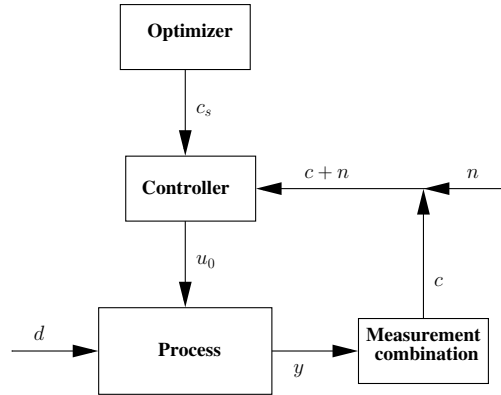 Optimizer
c_s
c + n
n
Controller
u_0
c
d
Process
y
Measurement
combination